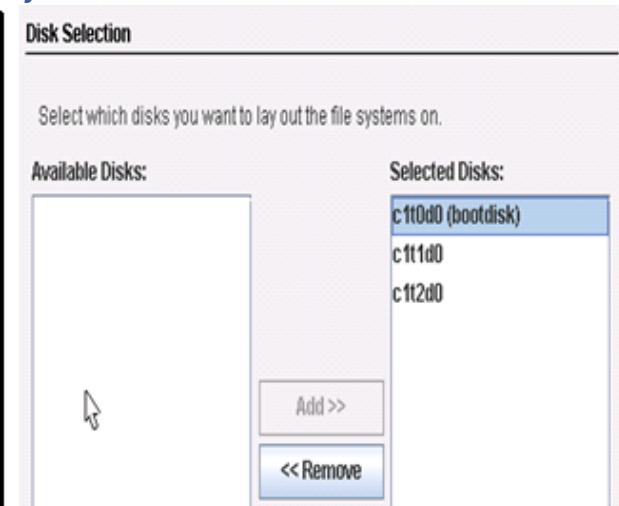 Disk Selection
Select which disks you want to lay out the file systems on.
Available Disks:
Selected Disks:
c1t0d0 (bootdisk)
c1t1d0
c1t2d0
Add >>
<< Remove